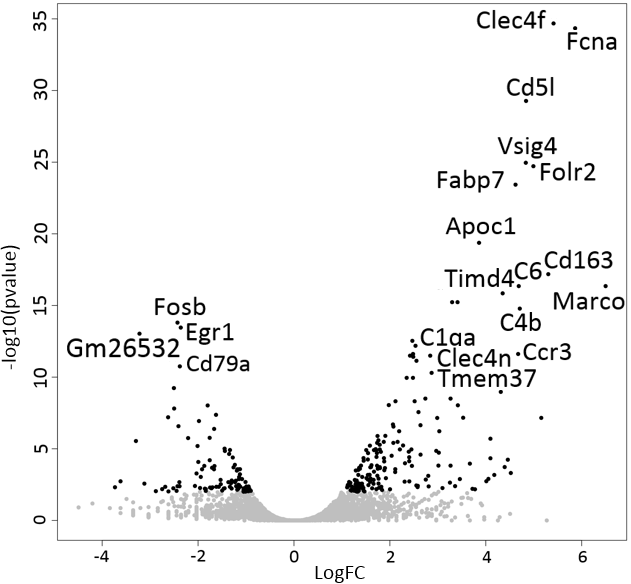 35
Clec4f
Fcna
30
Cd5l
25
Vsig4
Folr2
Fabp7
20
Apoc1
Cd163
C6
Timd4
Marco
15
Fosb
Egr1
C4b
Gm26532
C1qa
Ccr3
Clec4n
Cd79a
Tmem37
10
5
0
-log10(pvalue)
-4 -2 0 2 4 6
LogFC